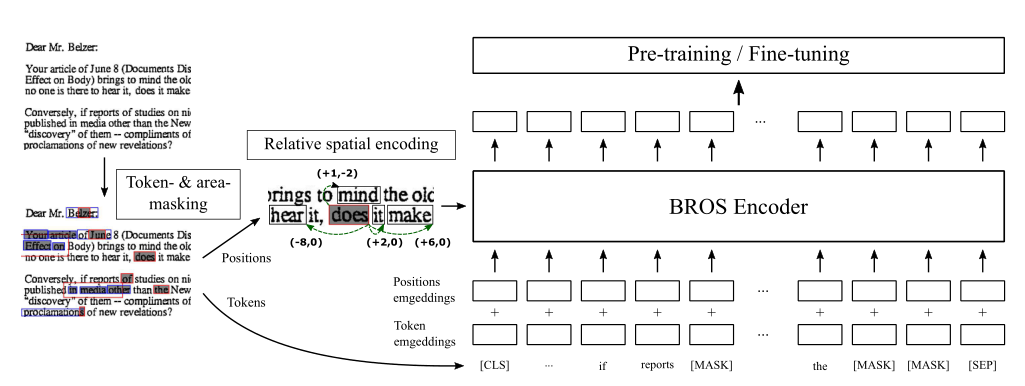 Dear Mr. Belzer:
Your article of June 8 (Documents Dis
Effect on Body) brings to mind the old
no one is there to hear it, does it make
Conversely, if reports of studies on ni
published in media other than the New
"discovery" of them -- compliments of
proclamations of new revelations?
Token- & area-
masking
Dear Mr. Belzer:
Your article of June 8 (Documents Dis
Effect on Body) brings to mind the old
no one is there to hear it, does it make
Conversely, if reports of studies on ni
published in media other than the New
"discovery" of them -- compliments of
proclamations of new revelations?
Positions
Tokens
Relative spatial encoding
(+1,-2)
brings to mind the old
hear it, does it make
(-8,0) (+2,0) (+6,0)
Pre-training / Fine-tuning
...
BROS Encoder
Positions
emgeddings
...
+ + + + + + + + +
Token
emgeddings
...
[CLS] ... if reports [MASK] the [MASK] [MASK] [SEP]